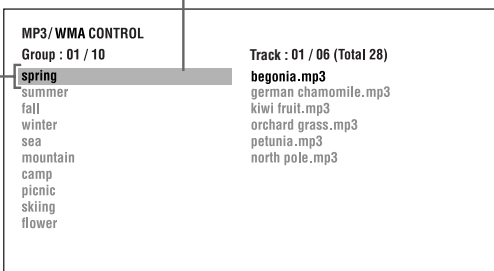 MP3/ WMA CONTROL
Group : 01 / 10
Track : 01 / 06 (Total 28)
spring
summer
fall
winter
sea
mountain
camp
picnic
skiing
flower
begonia.mp3
german chamomile.mp3
kiwi fruit.mp3
orchard grass.mp3
petunia.mp3
north pole.mp3